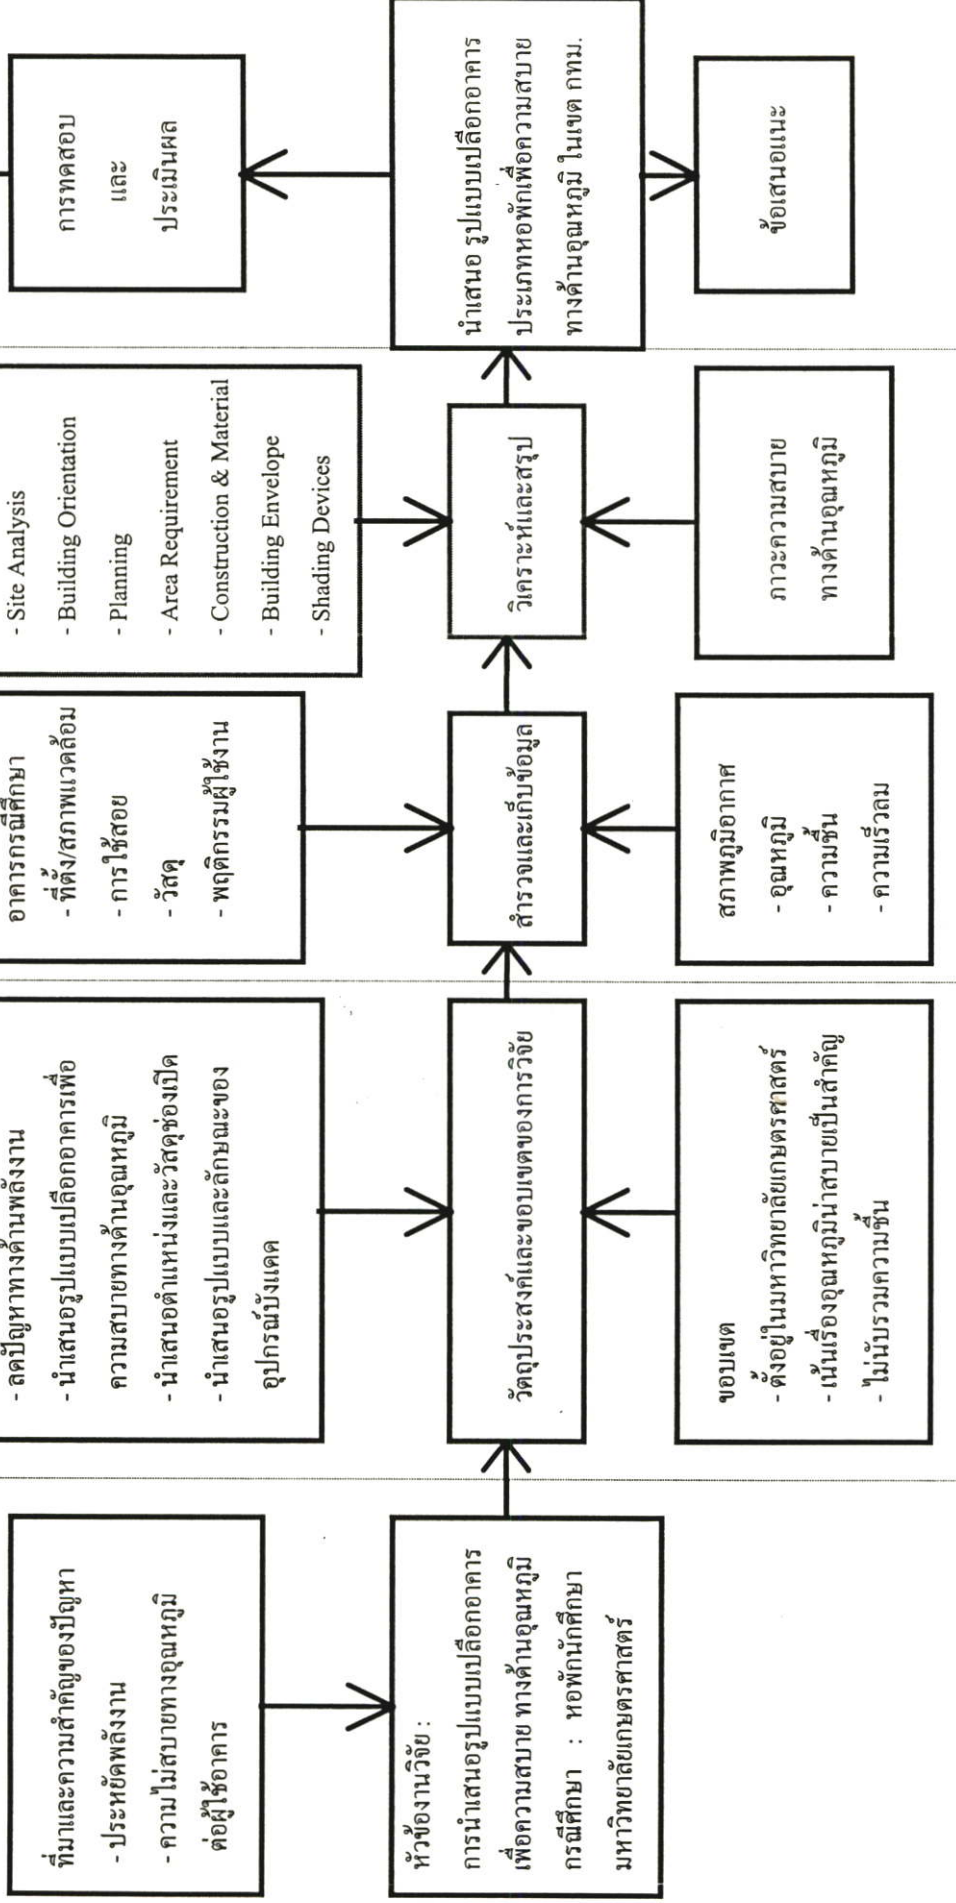 ที่มาและความสำคัญของปัญหา
- ประหยัดพลังงาน
- ความไม่สบายทางอุณหภูมิ
ต่อผู้ใช้อาคาร
หัวข้องานวิจัย :
การนำเสนอรูปแบบเปลือกอาคาร
เพื่อความสบาย ทางด้านอุณหภูมิ
กรณีศึกษา : หอพักนักศึกษา
มหาวิทยาลัยเกษตรศาสตร์
- ลดปัญหาทางด้านพลังงาน
- นำเสนอรูปแบบเปลือกอาคารเพื่อ
ความสบายทางด้านอุณหภูมิ
- นำเสนอตำแหน่งและวัสดุช่องเปิด
- นำเสนอรูปแบบและลักษณะของ
อุปกรณ์บังแดด
วัตถุประสงค์และขอบเขตของการวิจัย
ขอบเขต
- ตั้งอยู่ในมหาวิทยาลัยเกษตรศาสตร์
- เน้นเรื่องอุณหภูมิน่าสบายเป็นสำคัญ
- ไม่นับรวมความชื้น
อาคารกรณีศึกษา
- ที่ตั้ง/สภาพแวดล้อม
- การใช้สอย
- วัสดุ
- พฤติกรรมผู้ใช้งาน
สำรวจและเก็บข้อมูล
สภาพภูมิอากาศ
- อุณหภูมิ
- ความชื้น
- ความเร็วลม
- Site Analysis
- Building Orientation
- Planning
- Area Requirement
- Construction & Material
- Building Envelope
- Shading Devices
วิเคราะห์และสรุป
ภาวะความสบาย
ทางด้านอุณหภูมิ
การทดสอบ
และ
ประเมินผล
นำเสนอ รูปแบบเปลือกอาคาร
ประเภทหอพักเพื่อความสบาย
ทางด้านอุณหภูมิ ในเขต กทม.
ข้อเสนอแนะ